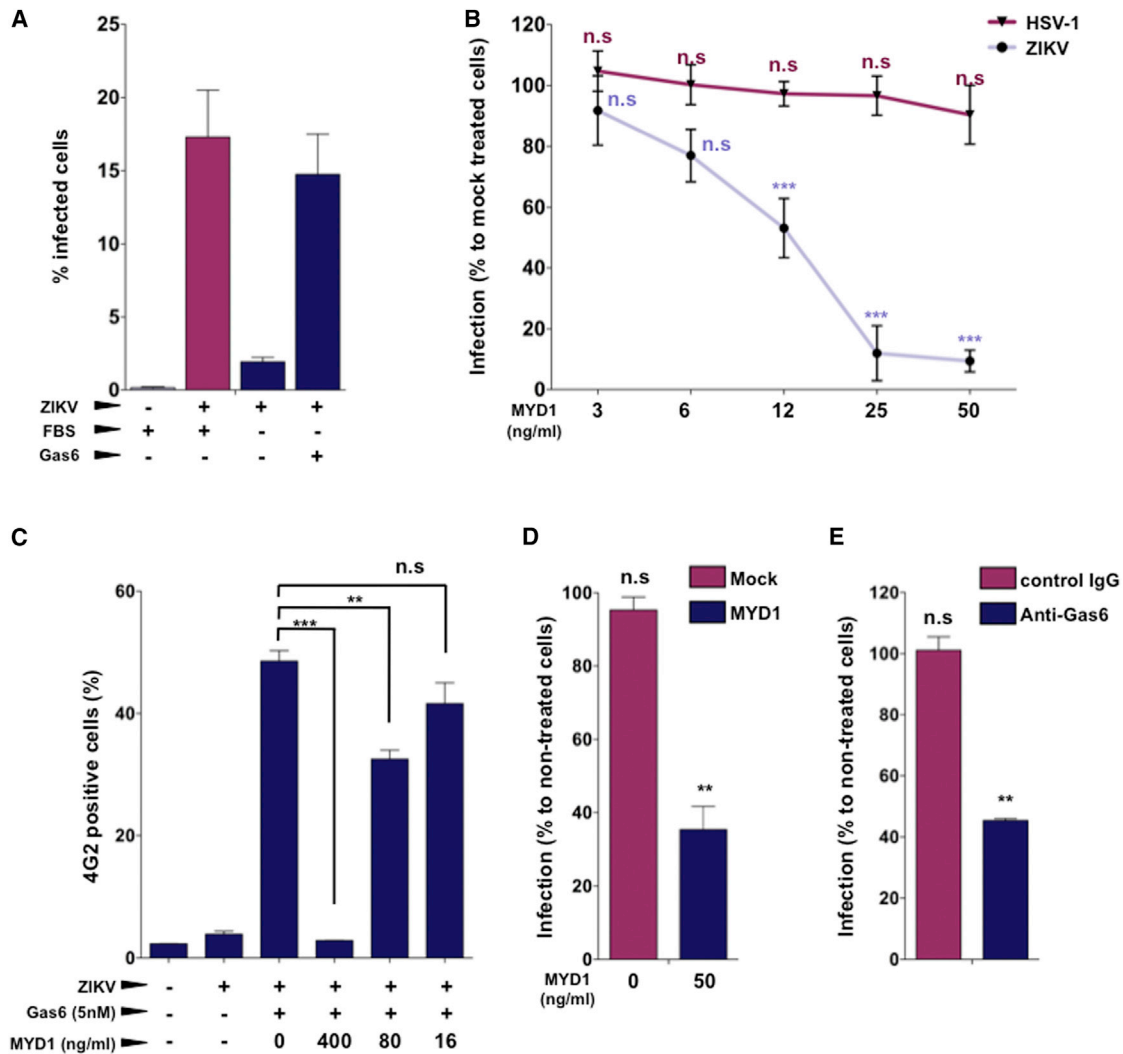 A
25
20
15
10
5
0
% infected cells
ZIKV - + + +
FBS + + - -
Gas6 - - - +
B
HSV-1
ZIKV
120
100
80
60
40
20
0
Infection (% to mock treated cells)
n.s n.s n.s n.s n.s
n.s n.s *** *** ***
MYD1 3 6 12 25 50
(ng/ml)
C
60
40
20
0
4G2 positive cells (%)
n.s
**
***
ZIKV - + + + + +
Gas6 (5nM) - - + + + +
MYD1 (ng/ml) - - 0 400 80 16
D
Mock
MYD1
n.s
**
100
80
60
40
20
0
Infection (% to non-treated cells)
MYD1 0 50
(ng/ml)
E
control IgG
Anti-Gas6
n.s
**
120
100
80
60
40
20
0
Infection (% to non-treated cells)